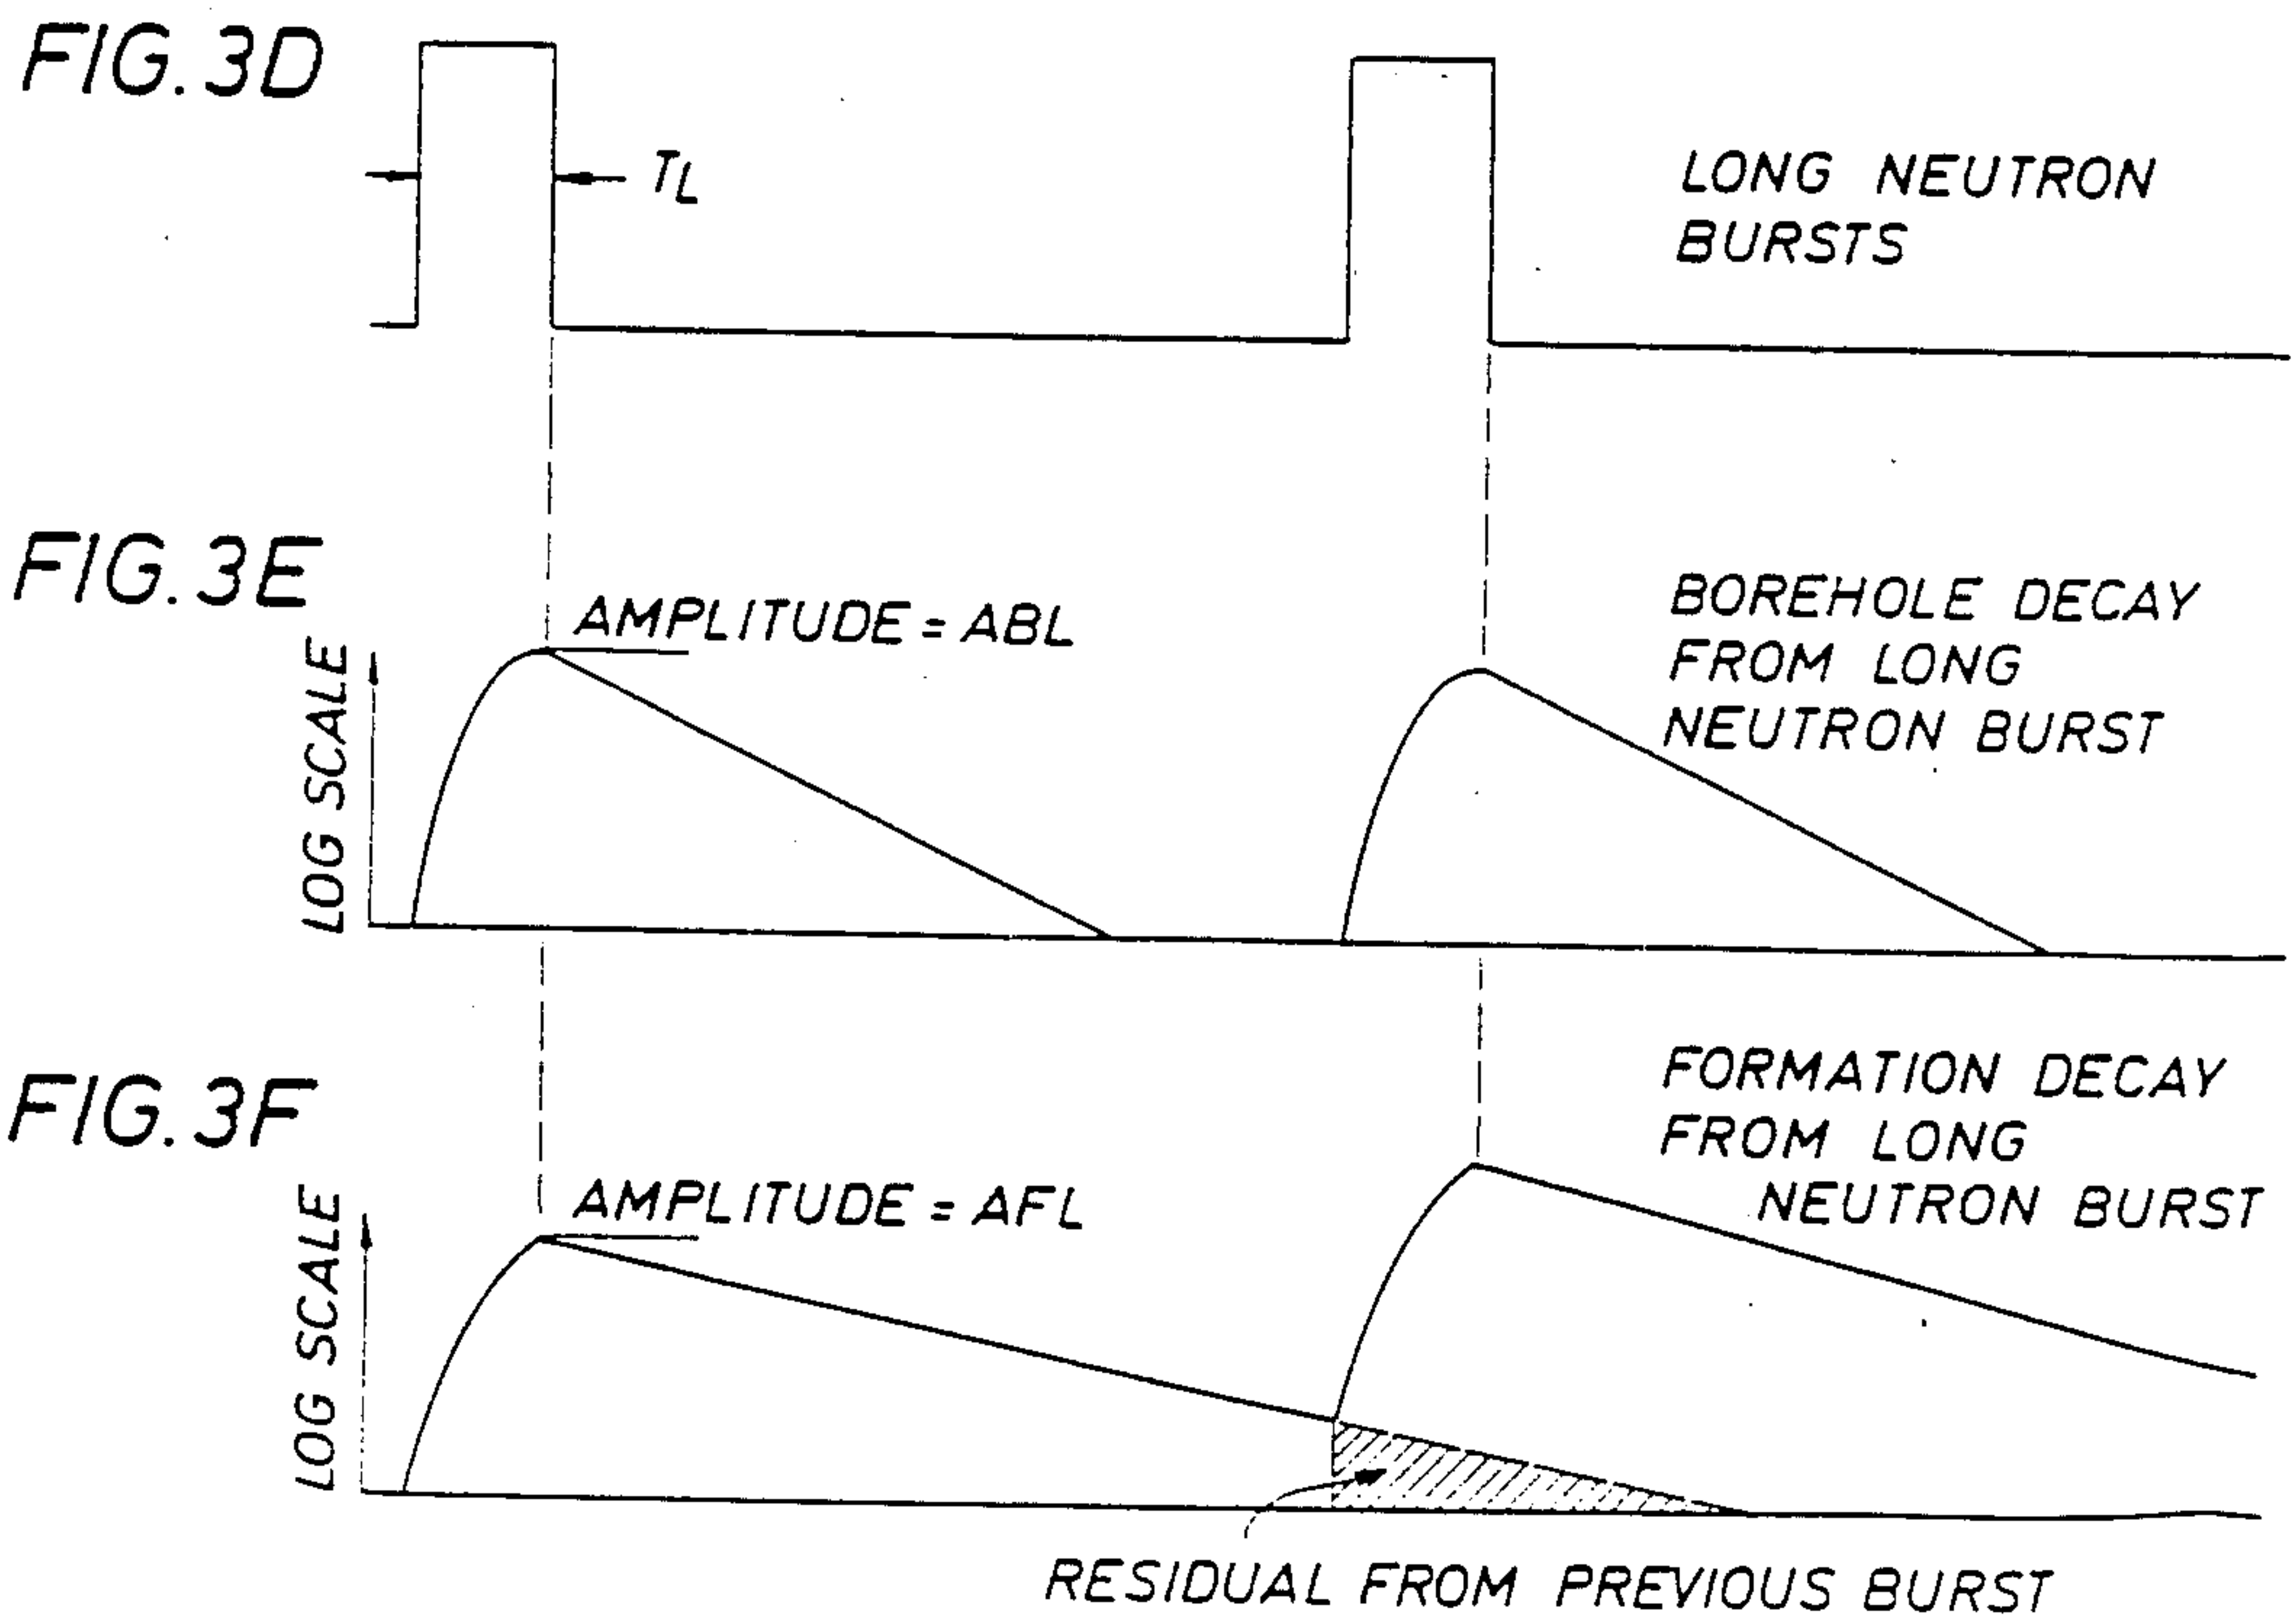 FIG. 3D
TL
LONG NEUTRON
BURSTS
FIG. 3E
LOG SCALE
AMPLITUDE = ABL
BOREHOLE DECAY
FROM LONG
NEUTRON BURST
FIG. 3F
LOG SCALE
AMPLITUDE = AFL
FORMATION DECAY
FROM LONG
NEUTRON BURST
RESIDUAL FROM PREVIOUS BURST